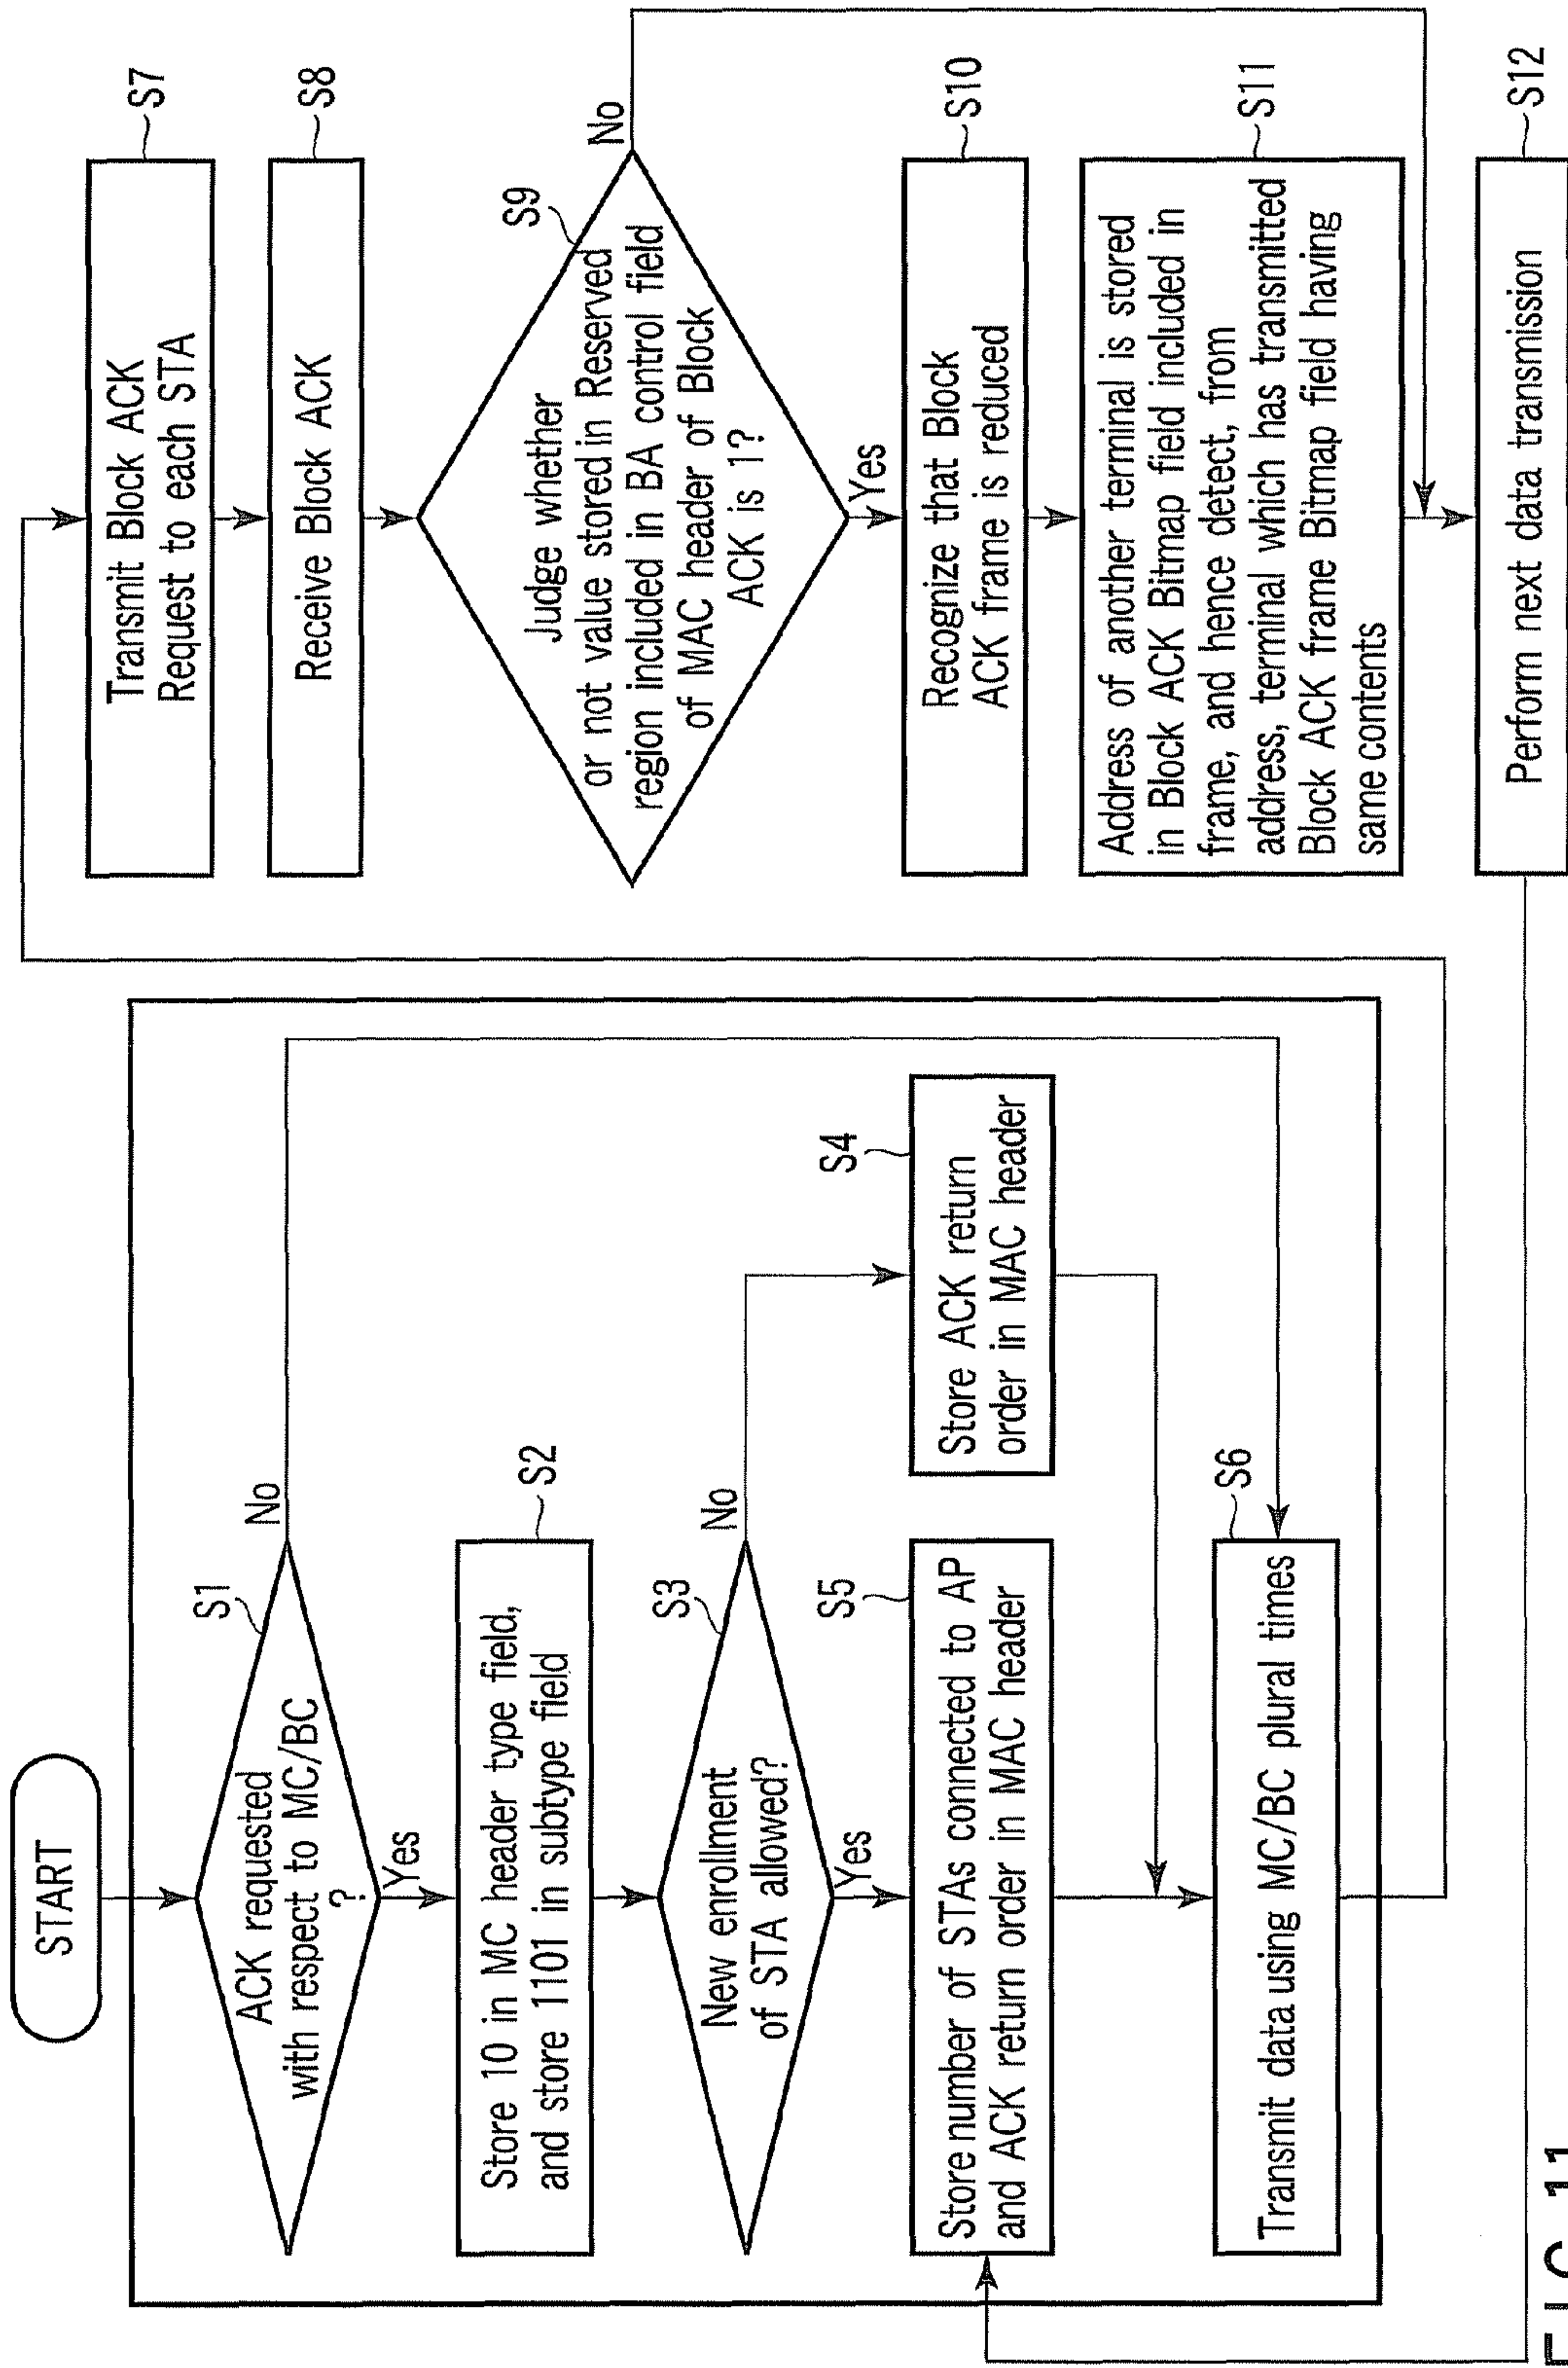 START
S1
ACK requested
with respect to MC/BC
?
No
Yes
S2
Store 10 in MC header type field,
and store 1101 in subtype field
S3
New enrollment
of STA allowed?
No
Yes
S4
Store ACK return
order in MAC header
S5
Store number of STAs connected to AP
and ACK return order in MAC header
S6
Transmit data using MC/BC plural times
S7
Transmit Block ACK
Request to each STA
S8
Receive Block ACK
S9
Judge whether
or not value stored in Reserved
region included in BA control field
of MAC header of Block
ACK is 1?
No
Yes
S10
Recognize that Block
ACK frame is reduced
S11
Address of another terminal is stored
in Block ACK Bitmap field included in
frame, and hence detect, from
address, terminal which has transmitted
Block ACK frame Bitmap field having
same contents
S12
Perform next data transmission
FIG. 11